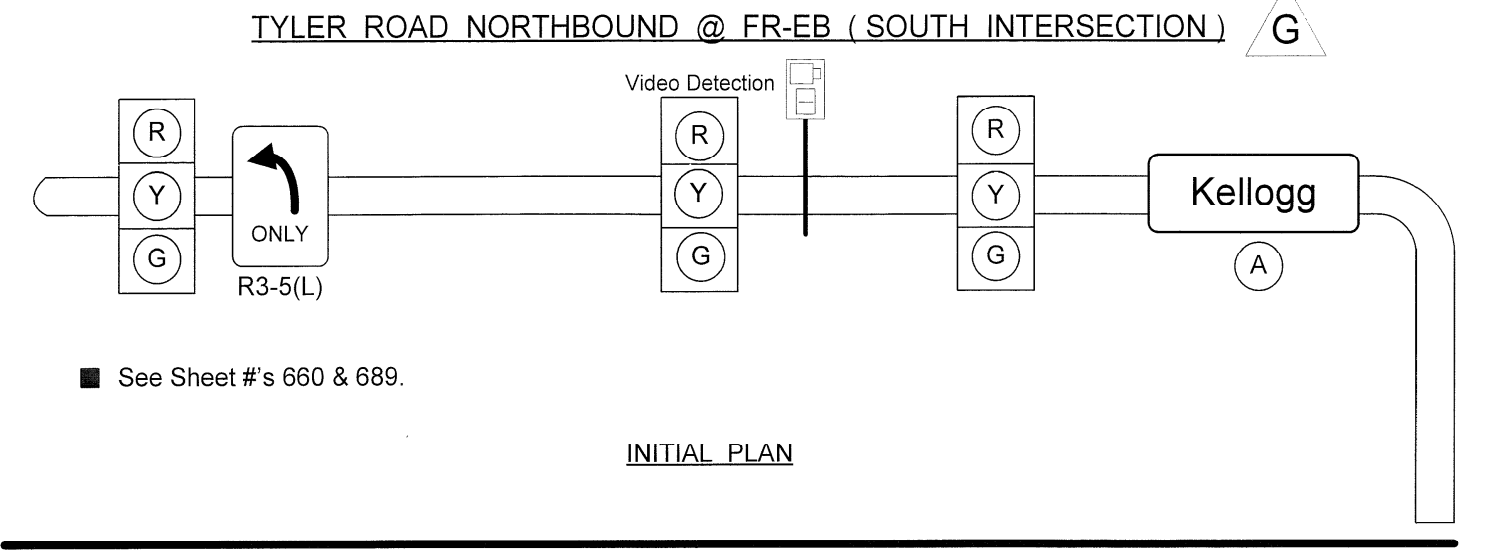 TYLER ROAD NORTHBOUND @ FR-EB ( SOUTH INTERSECTION )
G
Video Detection
R
R
R
Y
ONLY
Y
Y
Kellogg
G
G
G
A
R3-5(L)
See Sheet #'s 660 & 689.
INITIAL PLAN